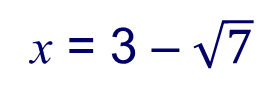 x = 3 – √7